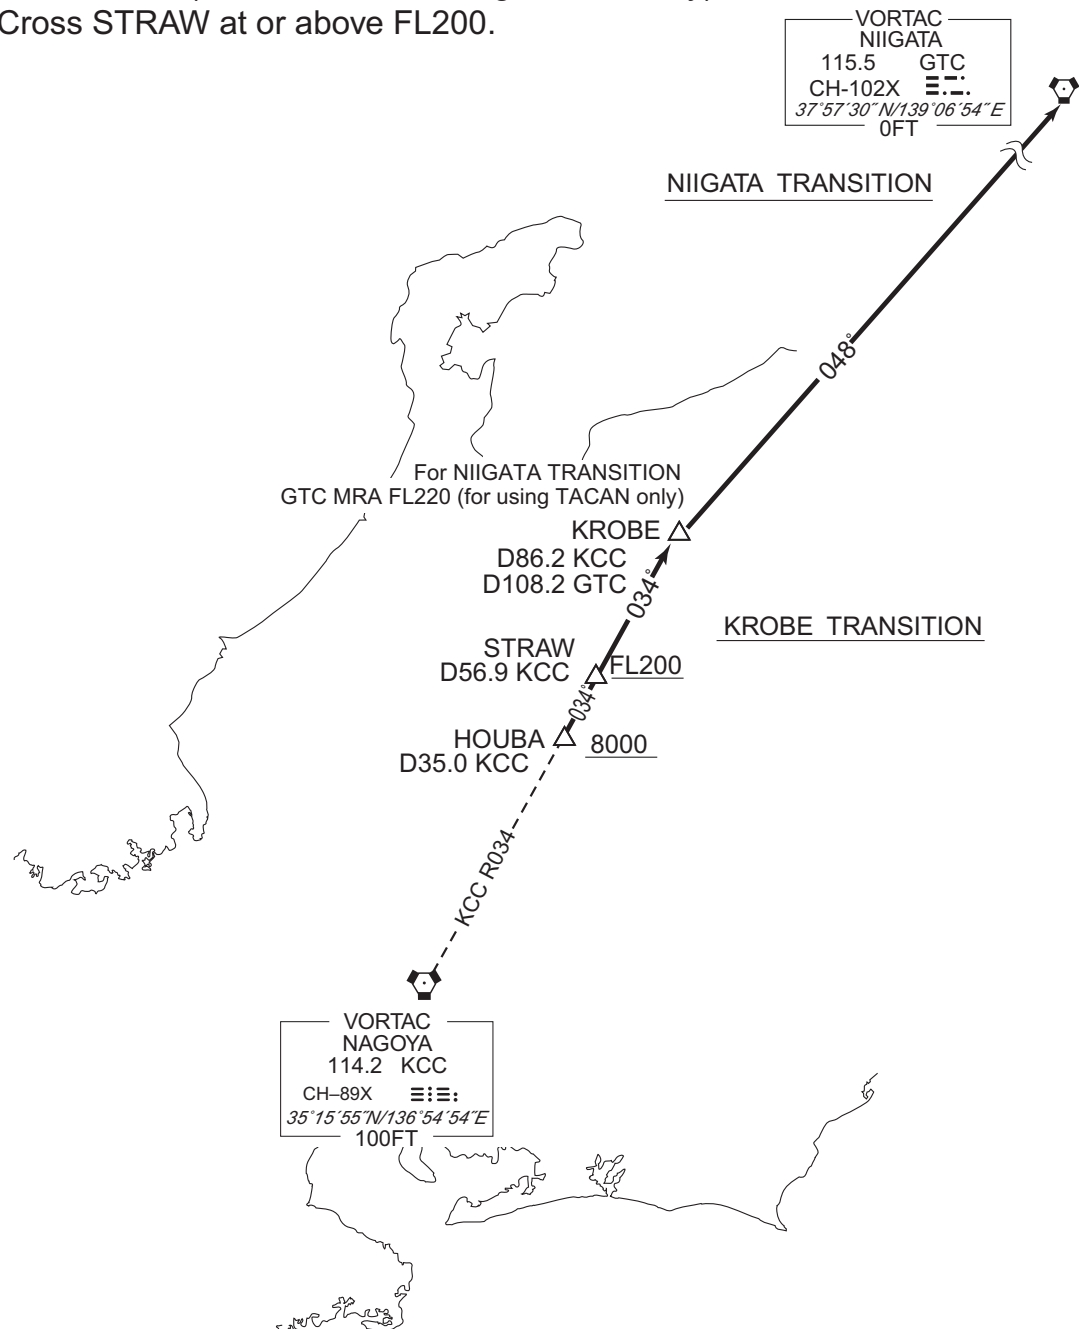 Cross STRAW at or above FL200.
VORTAC
NIIGATA
115.5 GTC
CH-102X
37°57´30˝N/139°06´54˝E
0FT
NIIGATA TRANSITION
048°
For NIIGATA TRANSITION
GTC MRA FL220 (for using TACAN only)
KROBE
D86.2 KCC
D108.2 GTC
034°
KROBE TRANSITION
STRAW
D56.9 KCC
FL200
034°
HOUBA
D35.0 KCC
8000
KCC R034
VORTAC
NAGOYA
114.2 KCC
CH–89X
35°15´55˝N/136°54´54˝E
100FT